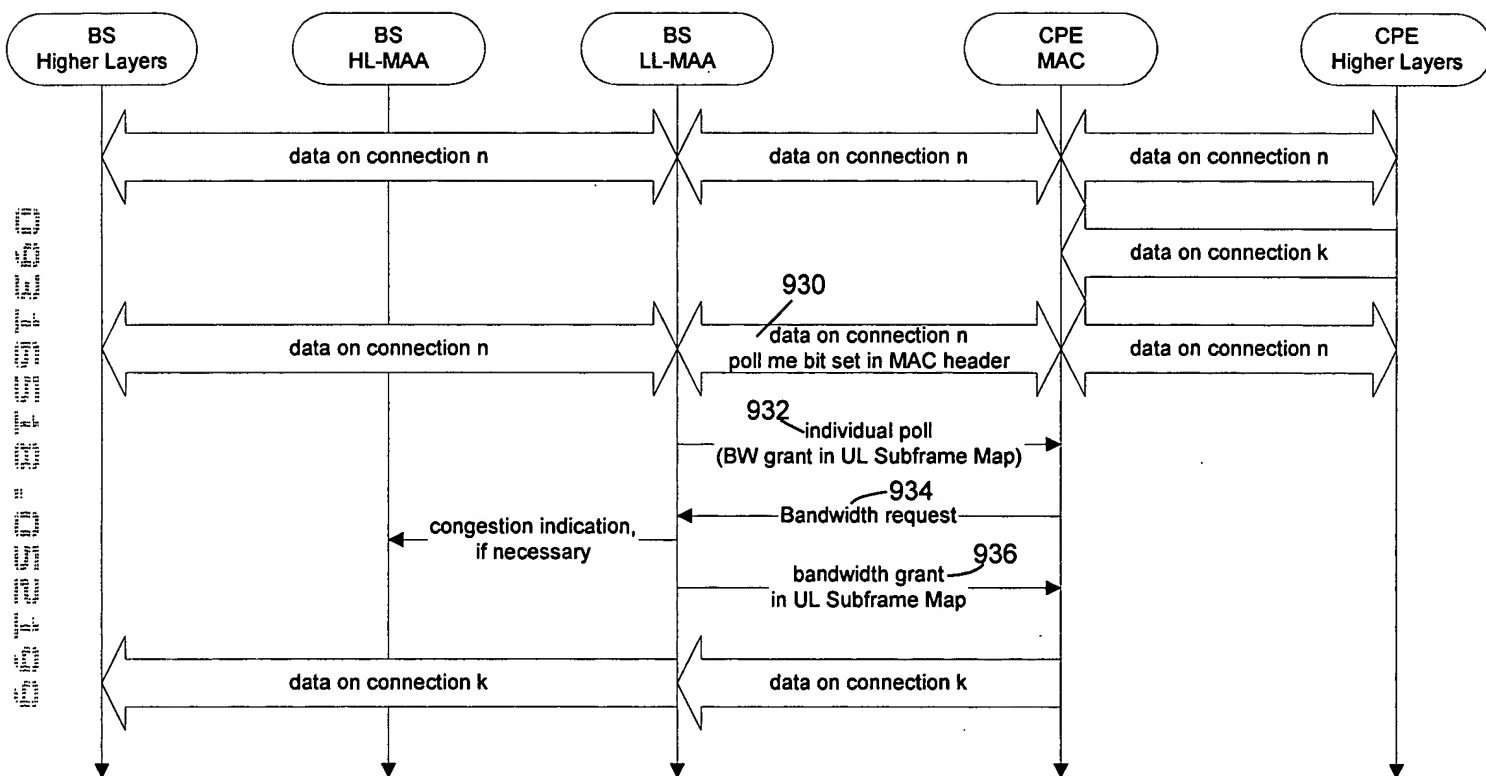 BS
Higher Layers
BS
HL-MAA
BS
LL-MAA
CPE
MAC
CPE
Higher Layers
data on connection n
data on connection n
data on connection n
data on connection k
930
data on connection n
data on connection n
poll me bit set in MAC header
data on connection n
932
individual poll
(BW grant in UL Subframe Map)
934
Bandwidth request
congestion indication,
if necessary
936
bandwidth grant
in UL Subframe Map
data on connection k
data on connection k